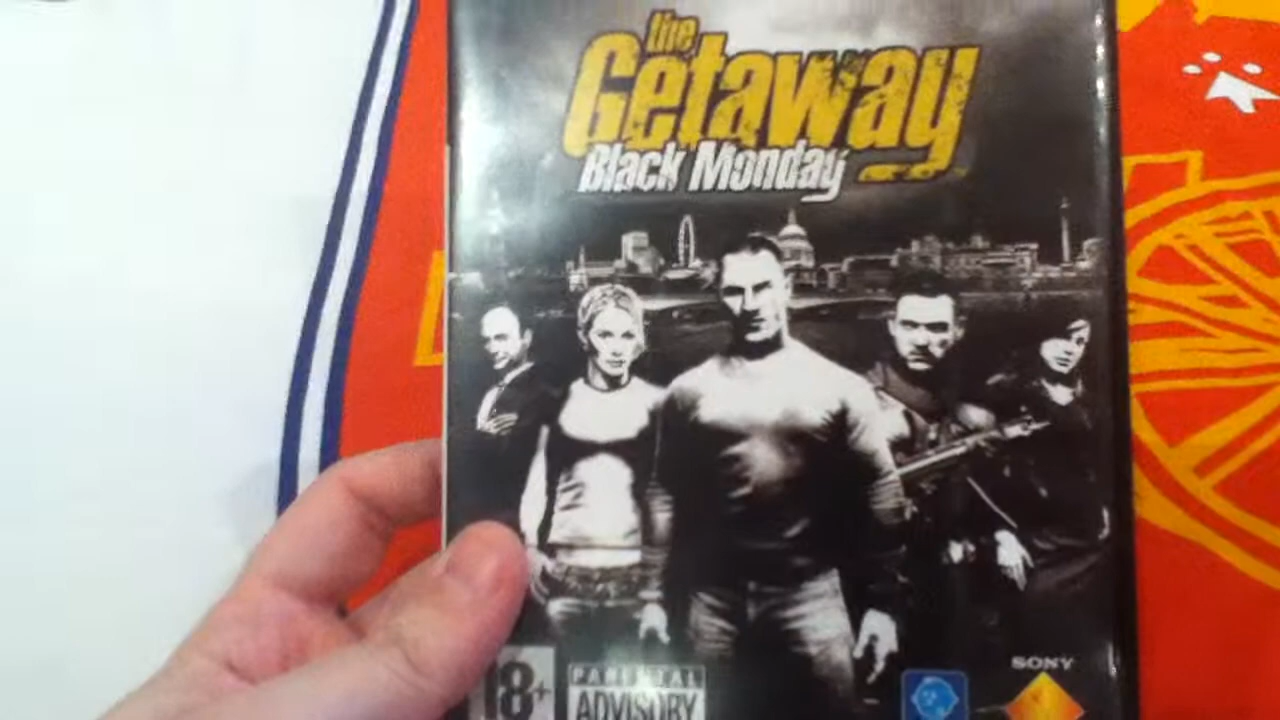 the
Getaway
Black Monday
18+
PARENTAL
ADVISORY
SONY